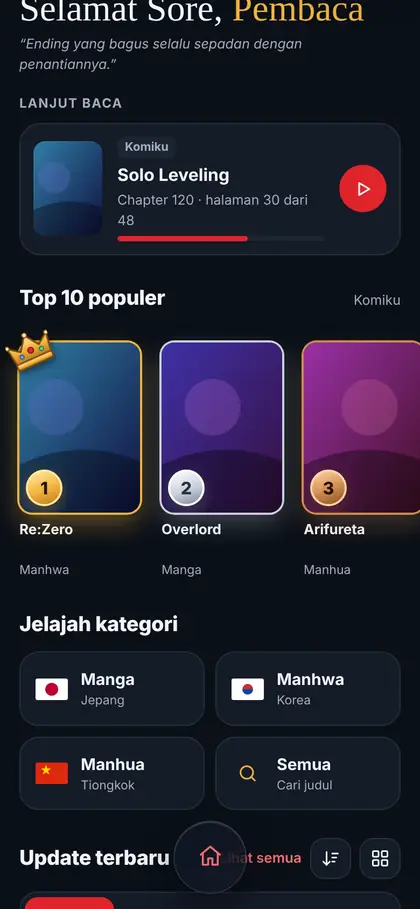 Selamat Sore, Pembaca
“Ending yang bagus selalu sepadan dengan
penantiannya.”
LANJUT BACA
Komiku
Solo Leveling
Chapter 120 · halaman 30 dari
48
Top 10 populer
Komiku
1
2
3
Re:Zero
Overlord
Arifureta
Manhwa
Manga
Manhua
Jelajah kategori
Manga
Jepang
Manhwa
Korea
Manhua
Tiongkok
Semua
Cari judul
Update terbaru
semua